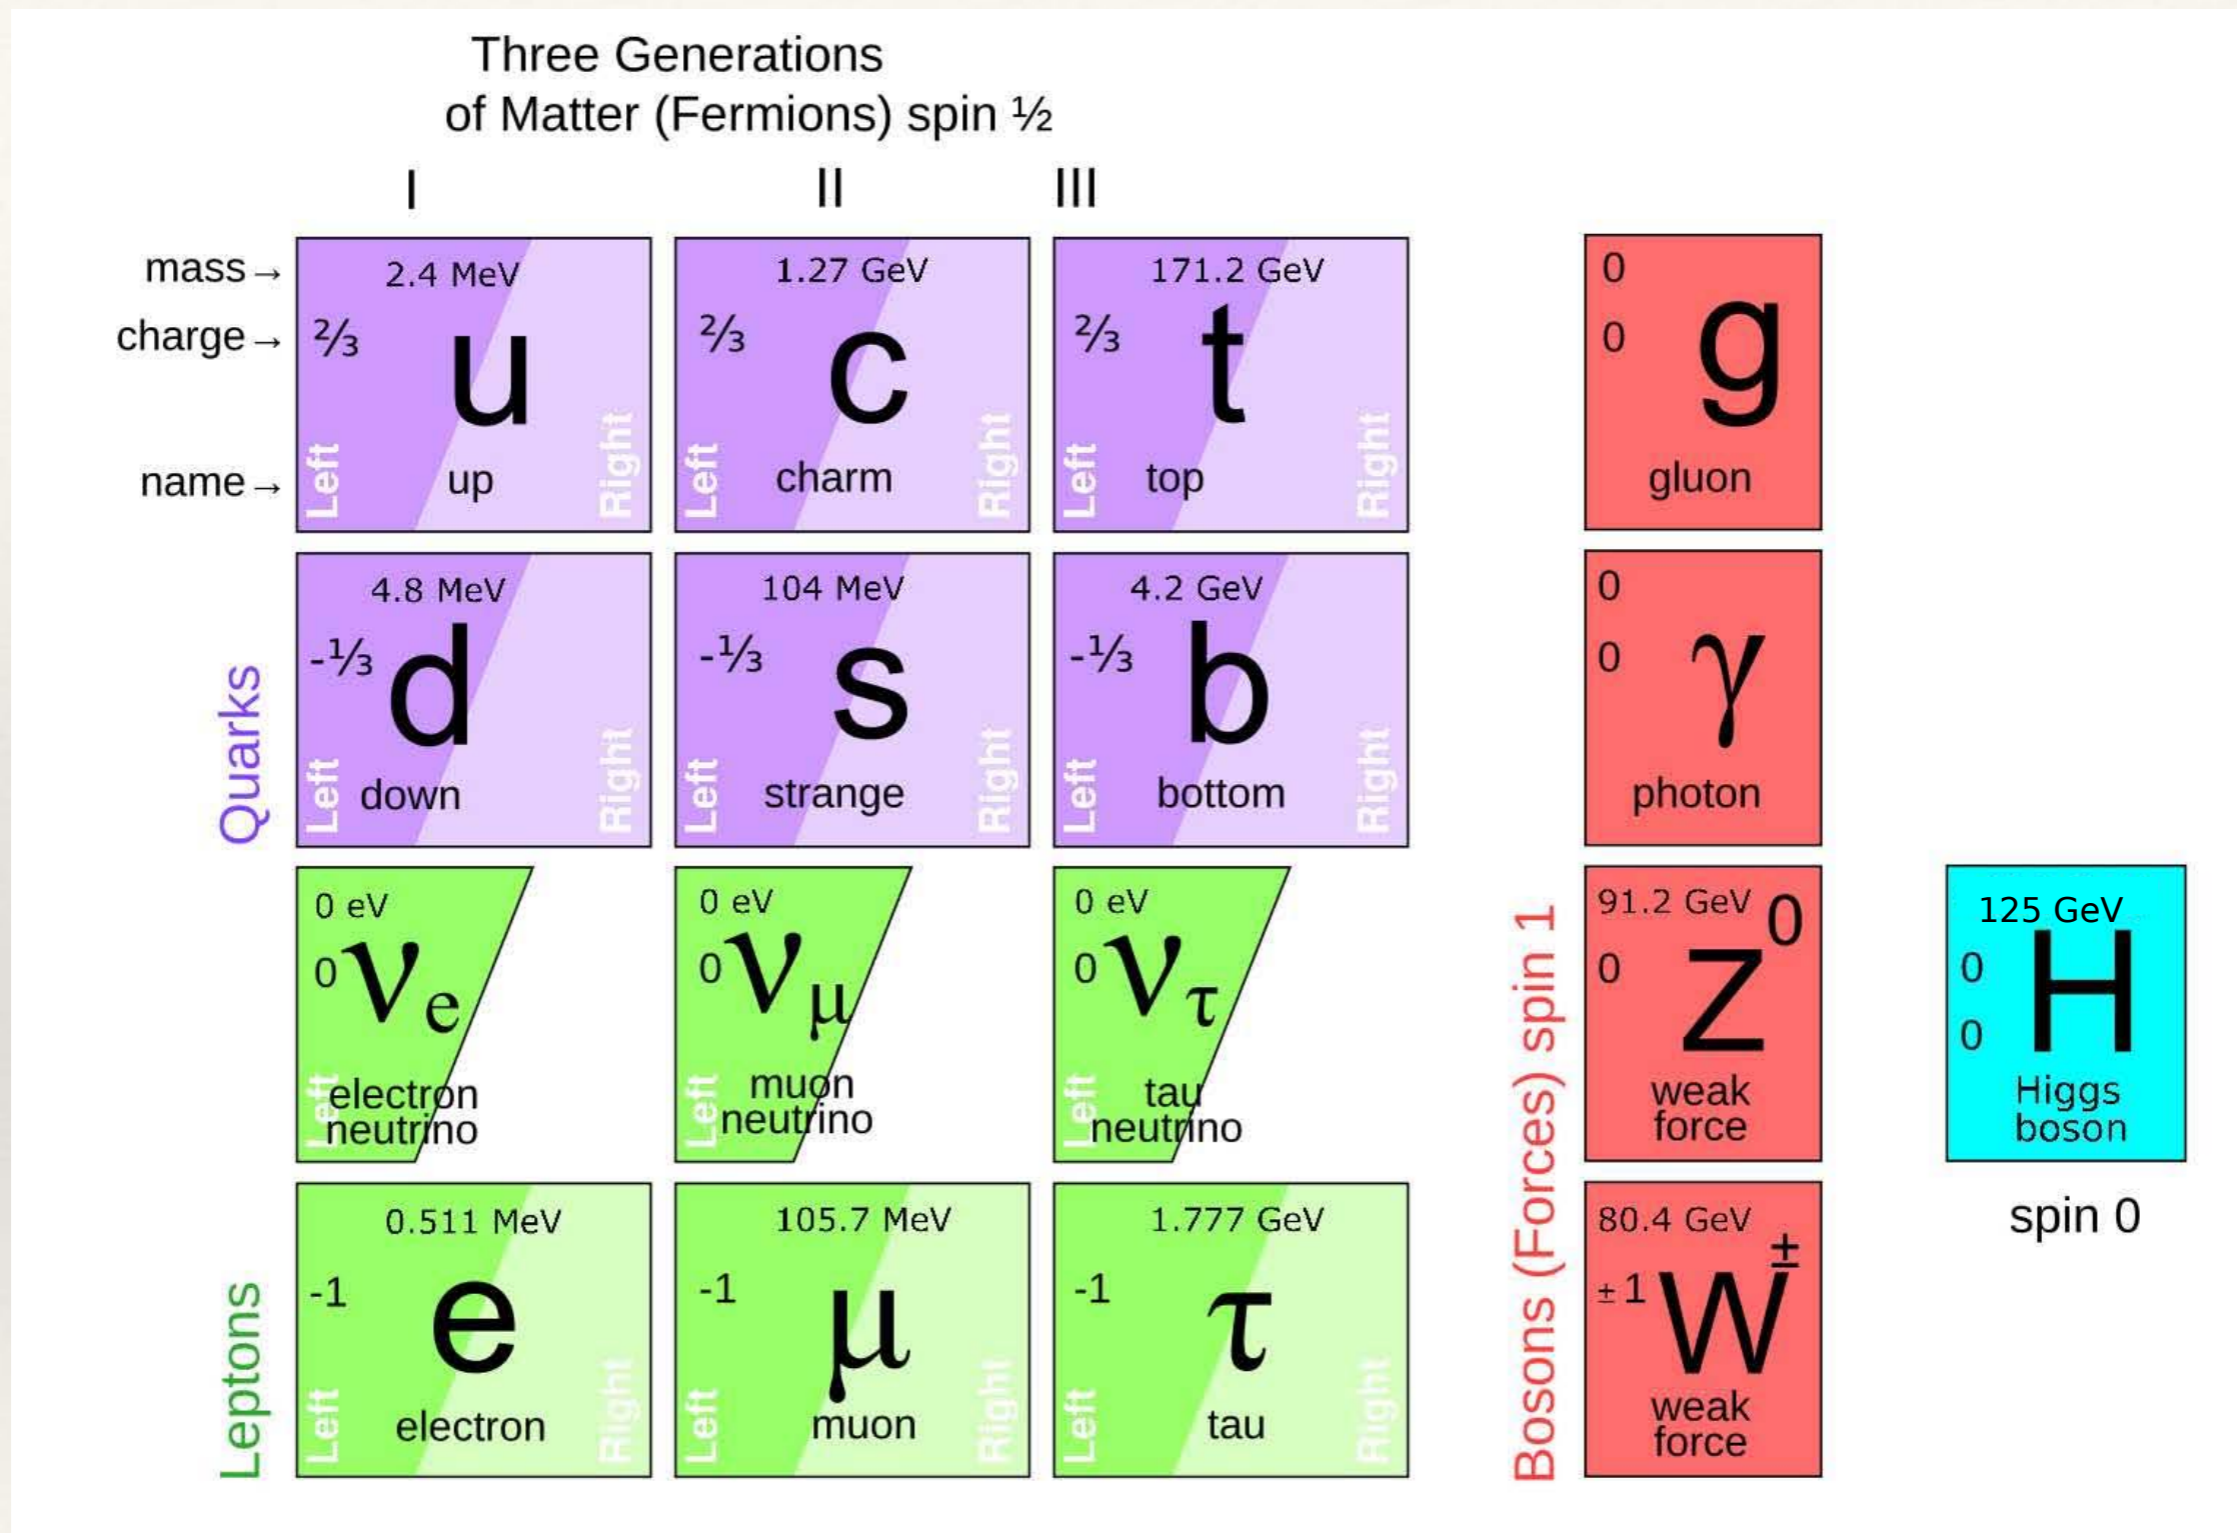 Three Generations
of Matter (Fermions) spin ½
I II III
mass→
charge→
name→
2.4 MeV
⅔ u
Left up Right
1.27 GeV
⅔ c
Left charm Right
171.2 GeV
⅔ t
Left top Right
0
0 g
gluon
Quarks
4.8 MeV
-⅓ d
Left down Right
104 MeV
-⅓ s
Left strange Right
4.2 GeV
-⅓ b
Left bottom Right
0
0 γ
photon
0 eV
0 νe
Left electron
neutrino
0 eV
0 νμ
Left muon
neutrino
0 eV
0 ντ
Left tau
neutrino
Bosons (Forces) spin 1
91.2 GeV
0 Z0
weak
force
125 GeV
0 H
0
Higgs
boson
spin 0
Leptons
0.511 MeV
-1 e
Left electron Right
105.7 MeV
-1 μ
Left muon Right
1.777 GeV
-1 τ
Left tau Right
80.4 GeV
±1 W±
weak
force